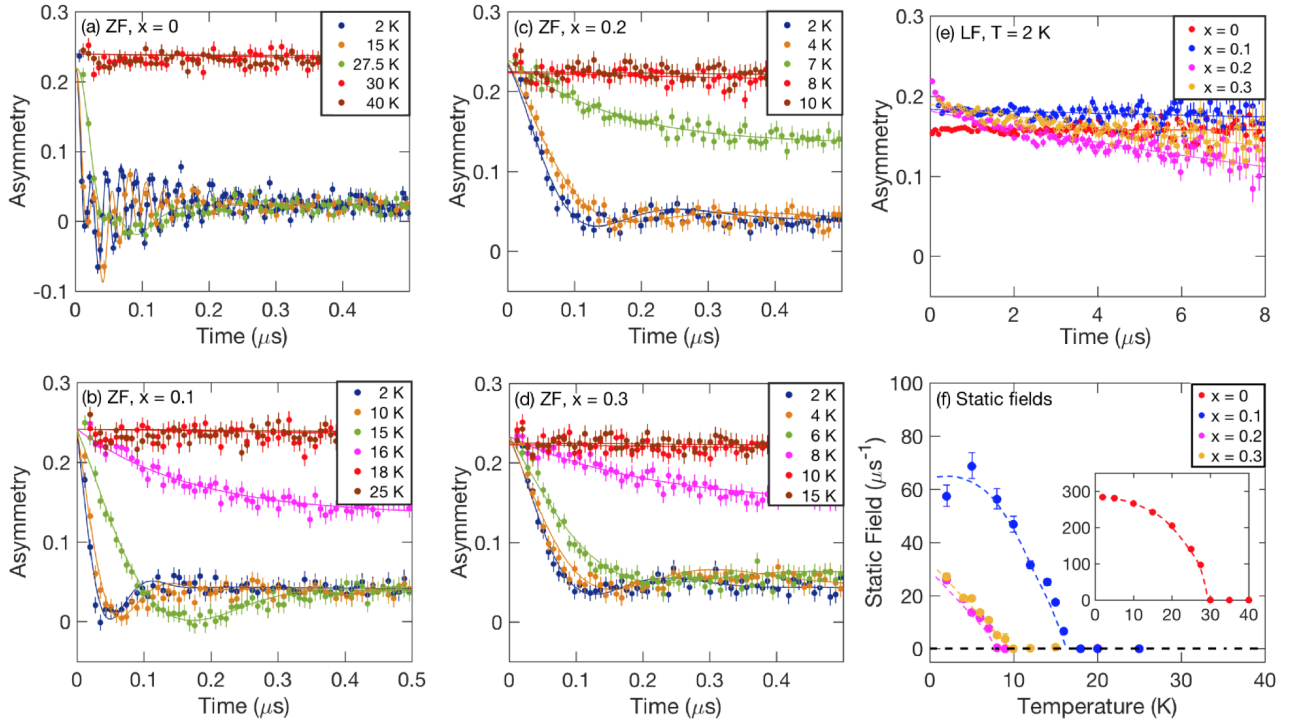 (a) ZF, x = 0
2 K
15 K
27.5 K
30 K
40 K
0.3
0.2
0.1
0
-0.1
Asymmetry
0
0.1
0.2
0.3
0.4
Time (μs)
(c) ZF, x = 0.2
2 K
4 K
7 K
8 K
10 K
0.3
0.2
0.1
0
Asymmetry
0
0.1
0.2
0.3
0.4
Time (μs)
(e) LF, T = 2 K
x = 0
x = 0.1
x = 0.2
x = 0.3
0.3
0.2
0.1
0
Asymmetry
0
2
4
6
8
Time (μs)
(b) ZF, x = 0.1
2 K
10 K
15 K
16 K
18 K
25 K
0.3
0.2
0.1
0
Asymmetry
0
0.1
0.2
0.3
0.4
0.5
Time (μs)
(d) ZF, x = 0.3
2 K
4 K
6 K
8 K
10 K
15 K
0.3
0.2
0.1
0
Asymmetry
0
0.1
0.2
0.3
0.4
Time (μs)
(f) Static fields
x = 0
x = 0.1
x = 0.2
x = 0.3
100
80
60
40
20
0
Static Field (μs⁻¹)
300
200
100
0
0
10
20
30
40
0
10
20
30
40
Temperature (K)